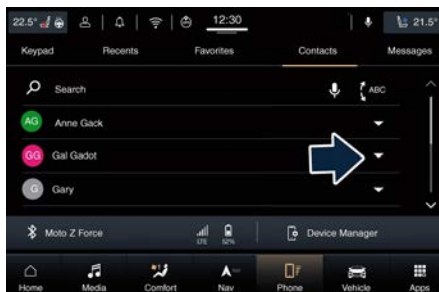 22.5° 12:30 21.5°
Keypad Recents Favorites Contacts Messages
Search ABC
AG Anne Gack
GG Gal Gadot
G Gary
Moto Z Force LTE 52% Device Manager
Home Media Comfort Nav Phone Vehicle Apps